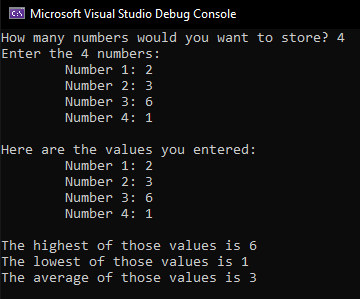 Microsoft Visual Studio Debug Console
How many numbers would you want to store? 4
Enter the 4 numbers:
Number 1: 2
Number 2: 3
Number 3: 6
Number 4: 1
Here are the values you entered:
Number 1: 2
Number 2: 3
Number 3: 6
Number 4: 1
The highest of those values is 6
The lowest of those values is 1
The average of those values is 3